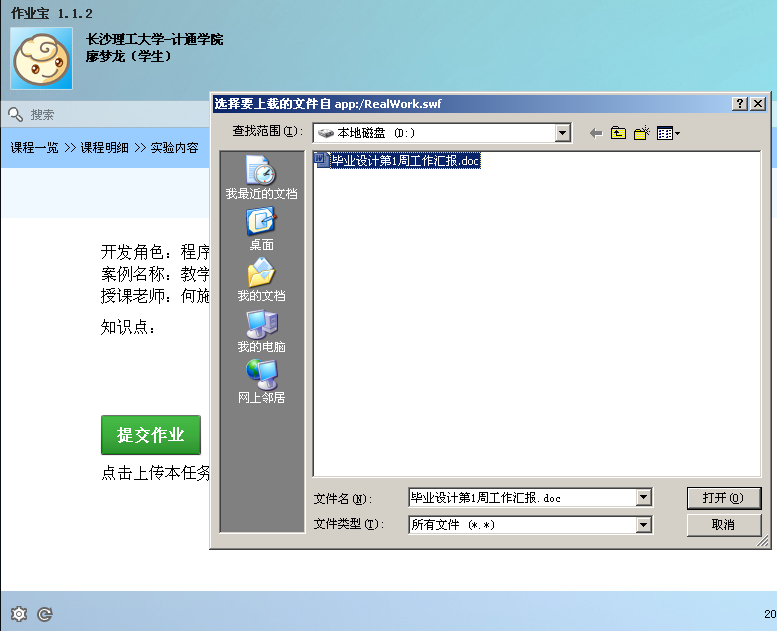 作业宝 1.1.2
长沙理工大学-计通学院
廖梦龙（学生）
搜索
课程一览 >> 课程明细 >> 实验内容
开发角色：程序
案例名称：教学
授课老师：何施
知识点：
提交作业
点击上传本任务
选择要上载的文件自 app:/RealWork.swf
查找范围(I)：
本地磁盘 (D:)
我最近的文档
桌面
我的文档
我的电脑
网上邻居
毕业设计第1周工作汇报.doc
文件名(N)：
毕业设计第1周工作汇报.doc
打开(O)
文件类型(T)：
所有文件 (*.*)
取消
20